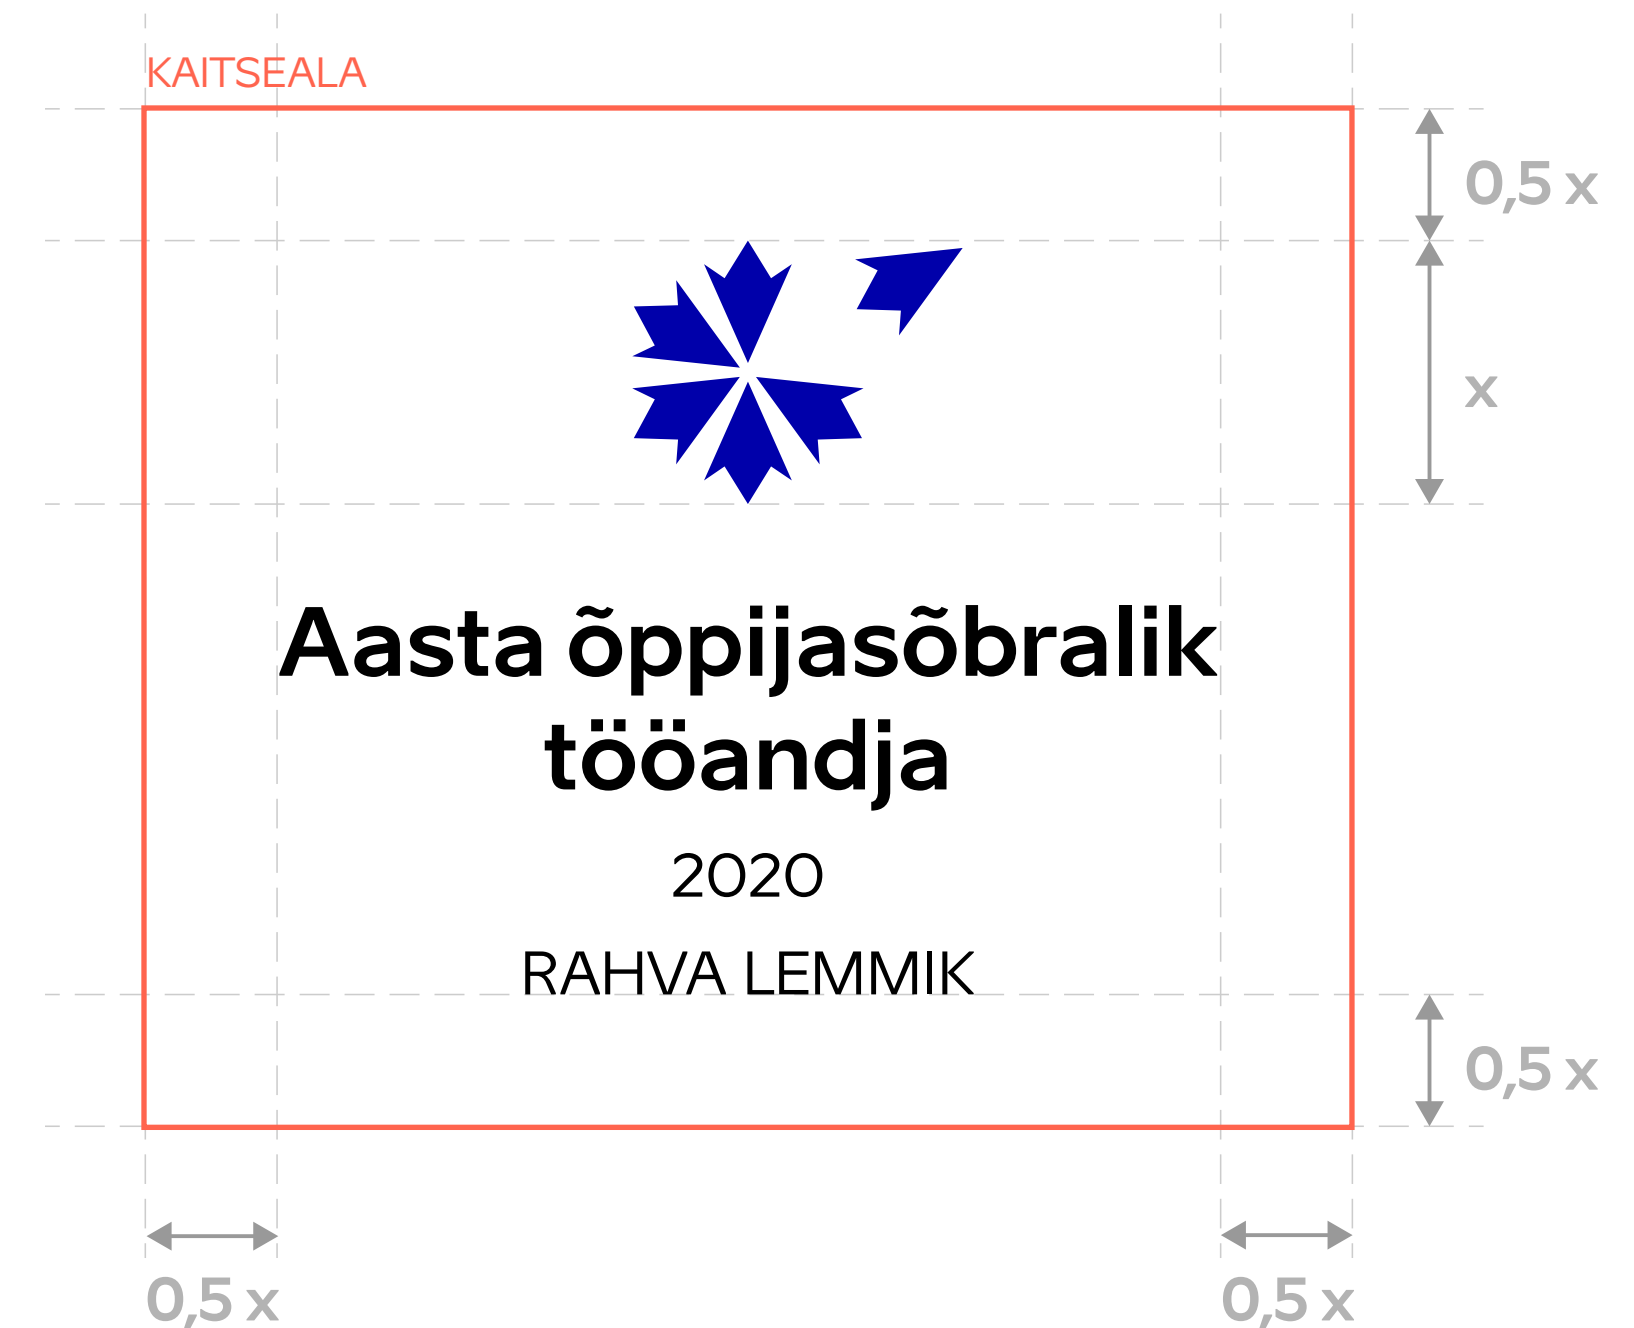 KAITSEALA
0,5 x
x
Aasta õppijasõbralik
tööandja
2020
RAHVA LEMMIK
0,5 x
0,5 x
0,5 x